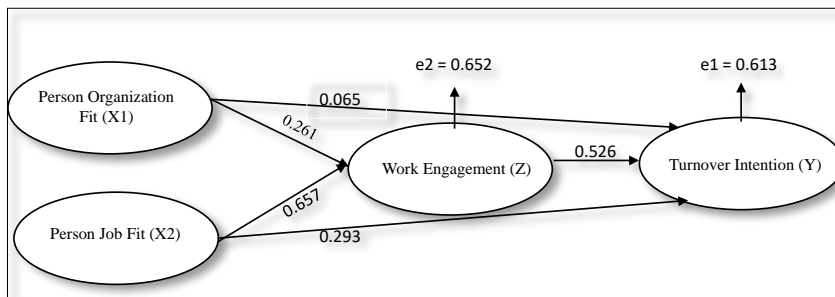 e2 = 0.652
e1 = 0.613
Person Organization
Fit (X1)
0.065
0.261
Work Engagement (Z)
0.526
Turnover Intention (Y)
0.657
Person Job Fit (X2)
0.293